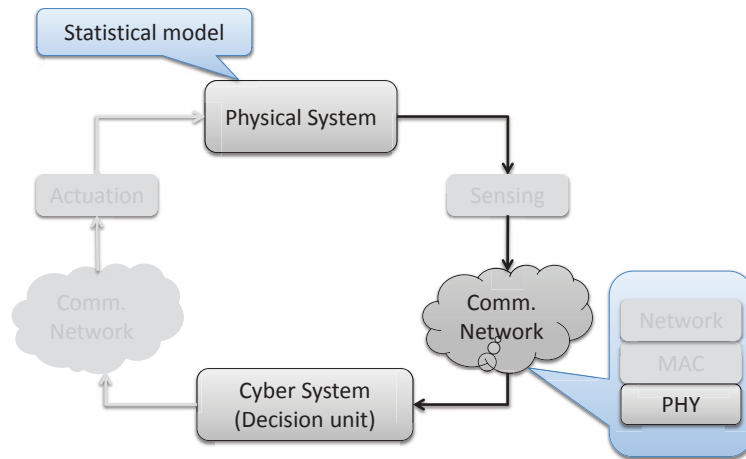 Statistical model
Physical System
Actuation
Sensing
Comm.
Network
Comm.
Network
Network
MAC
PHY
Cyber System
(Decision unit)